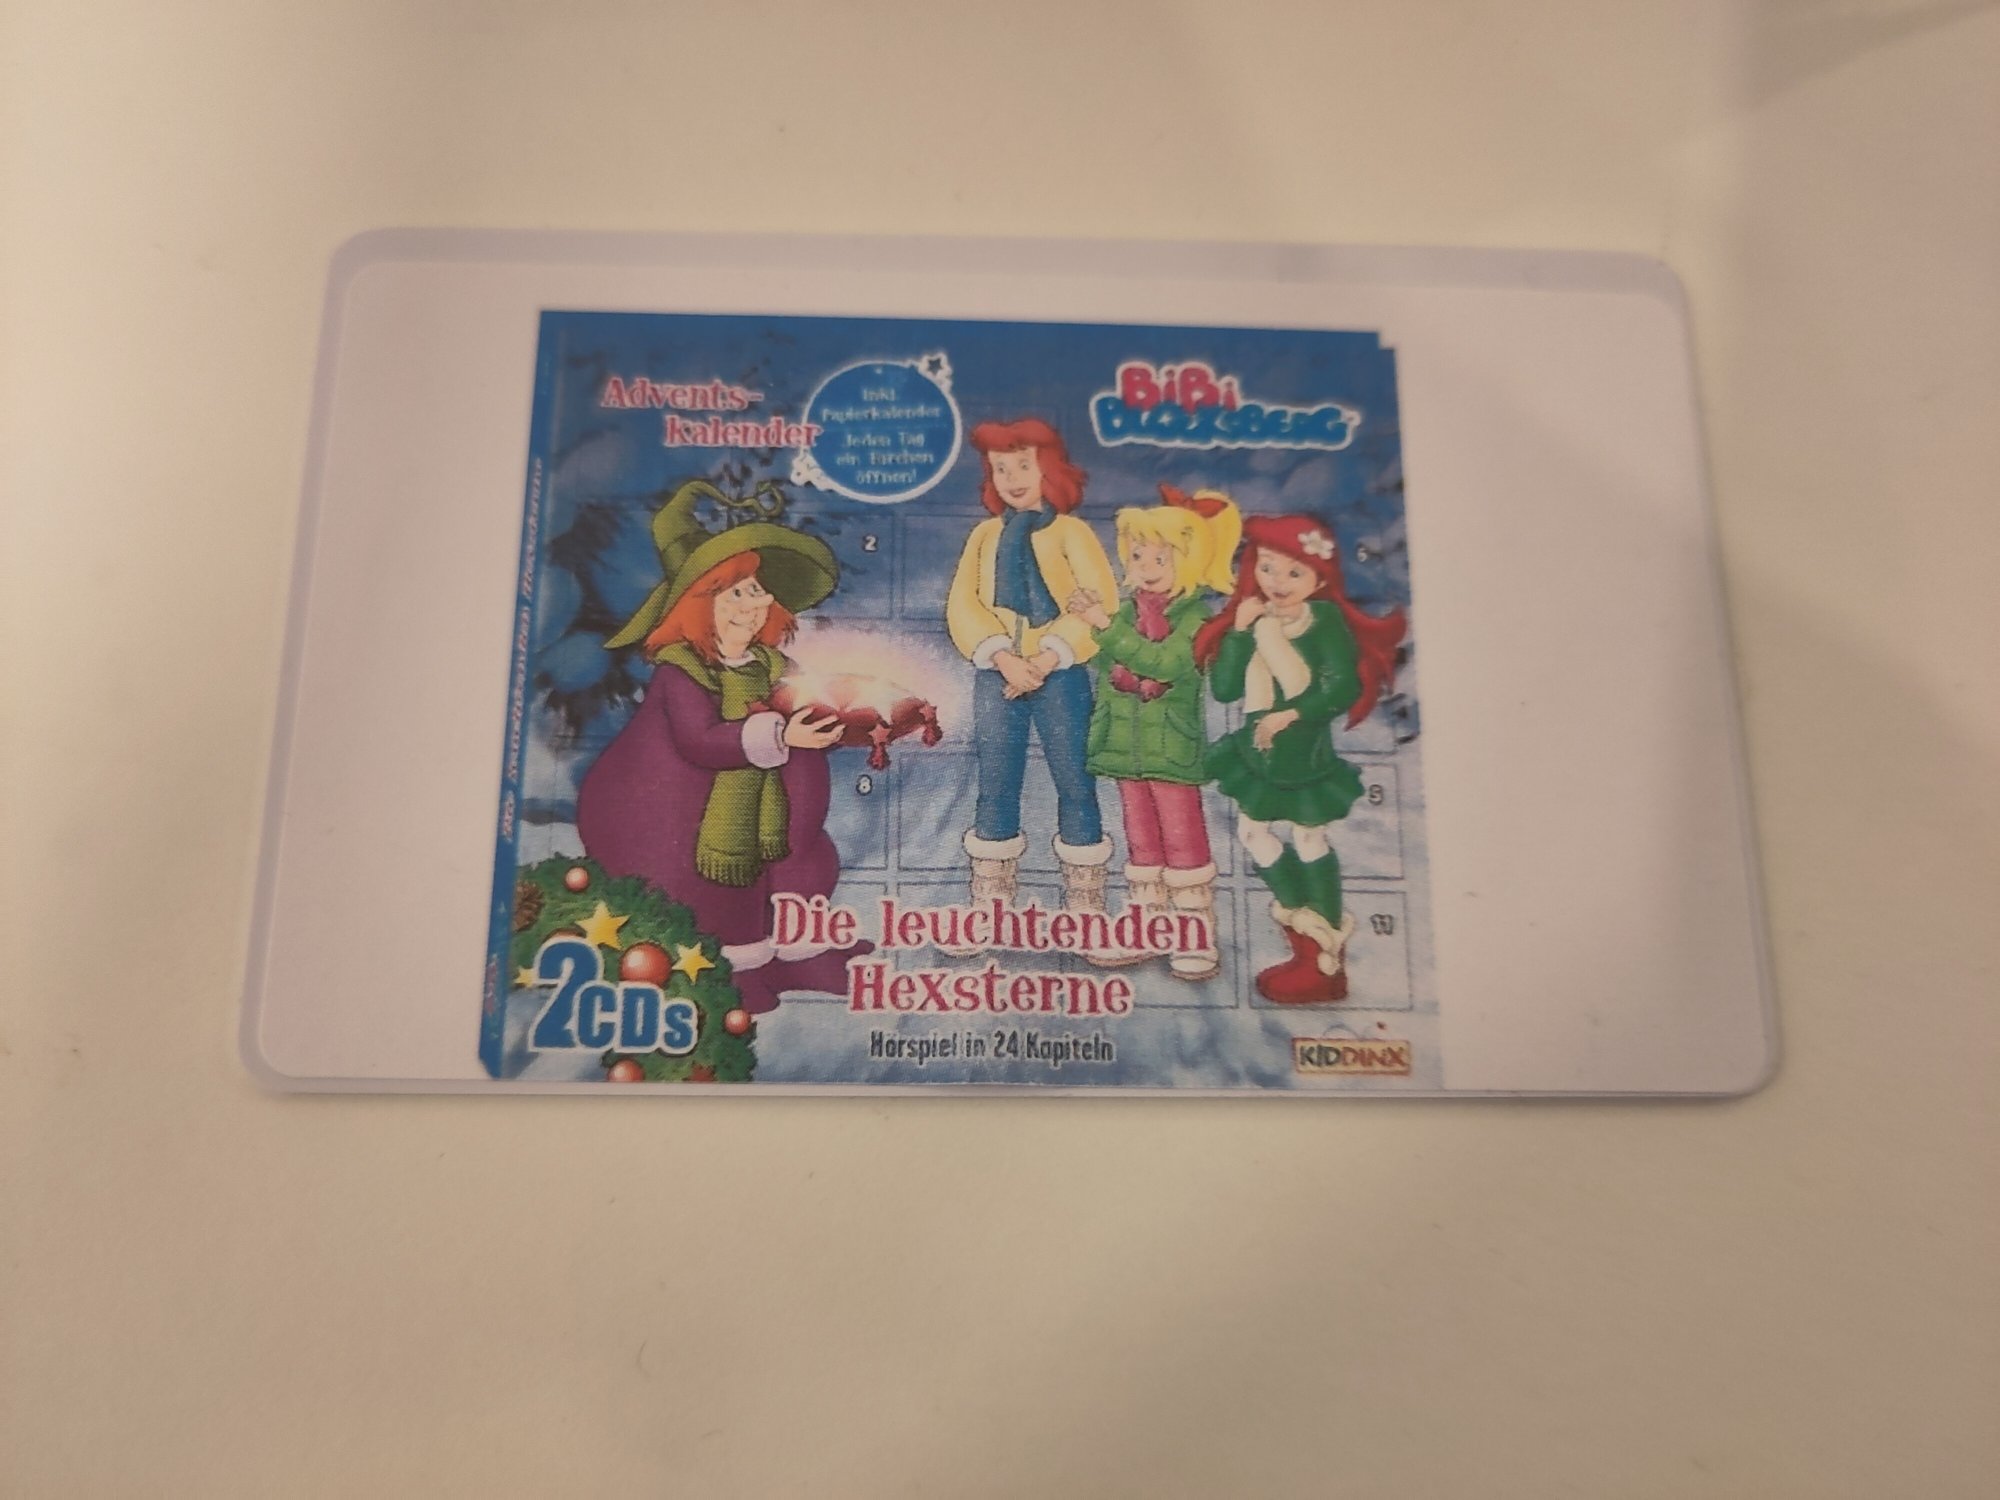 Advents-
Kalender
Inkl.
Papierkalender
Jeden Tag
ein Türchen
öffnen!
BiBi
BLOCKSBERG
2
6
8
5
11
Die leuchtenden
Hexsterne
2CDs
Hörspiel in 24 Kapiteln
KIDDINX